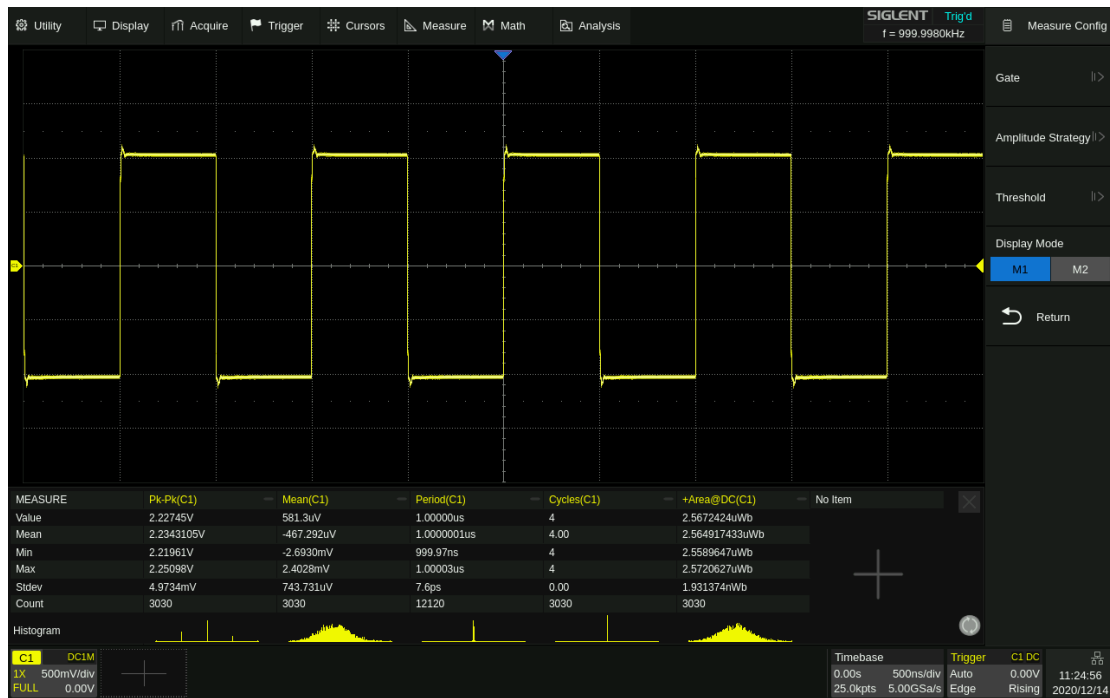 Utility Display Acquire Trigger Cursors Measure Math Analysis SIGLENT Trig'd Measure Config
f = 999.9980kHz
Gate
Amplitude Strategy
Threshold
Display Mode
M1 M2
Return
C1
MEASURE Pk-Pk(C1) Mean(C1) Period(C1) Cycles(C1) +Area@DC(C1) No Item
Value 2.22745V 581.3uV 1.00000us 4 2.5672424uWb
Mean 2.2343105V -467.292uV 1.0000001us 4.00 2.564917433uWb
Min 2.21961V -2.6930mV 999.97ns 4 2.5589647uWb
Max 2.25098V 2.4028mV 1.00003us 4 2.5720627uWb
Stdev 4.9734mV 743.731uV 7.6ps 0.00 1.931374nWb
Count 3030 3030 12120 3030 3030
Histogram
C1 DC1M Timebase Trigger C1 DC
1X 500mV/div 0.00s 500ns/div Auto 0.00V 11:24:56
FULL 0.00V 25.0kpts 5.00GSa/s Edge Rising 2020/12/14